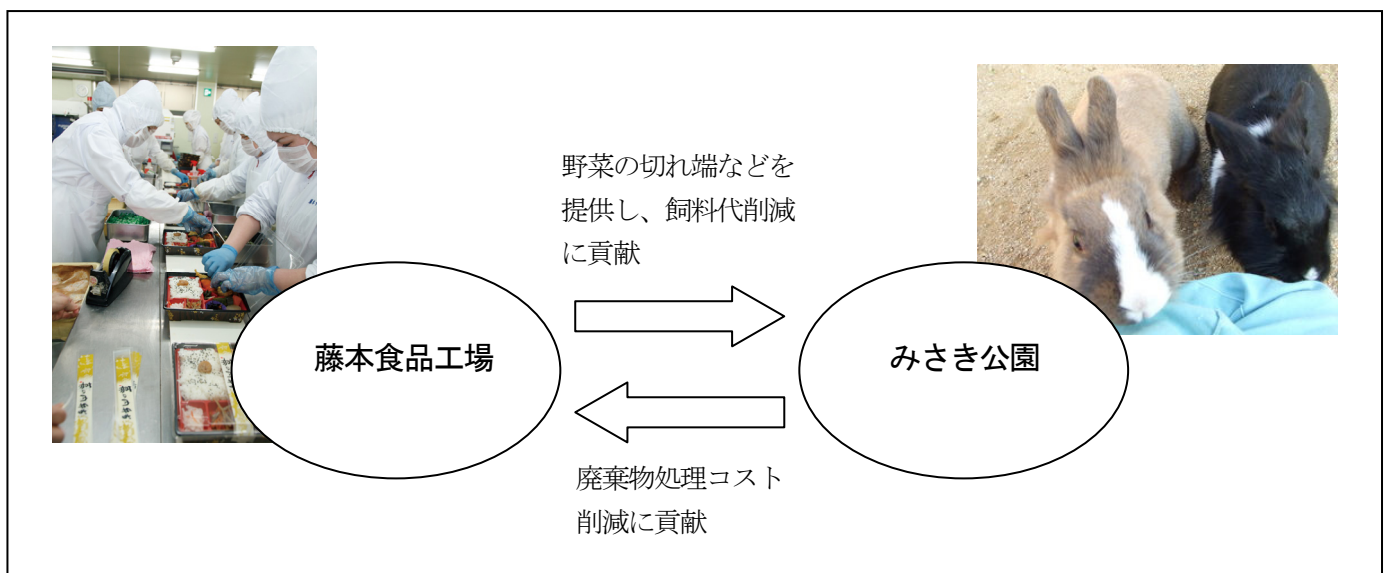 野菜の切れ端などを
提供し、飼料代削減
に貢献
藤本食品工場
みさき公園
廃棄物処理コスト
削減に貢献